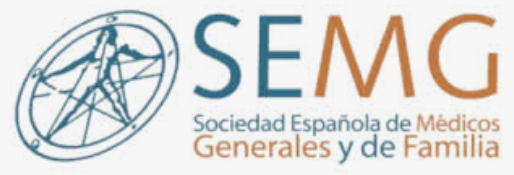 SEMG
Sociedad Española de Médicos
Generales y de Familia